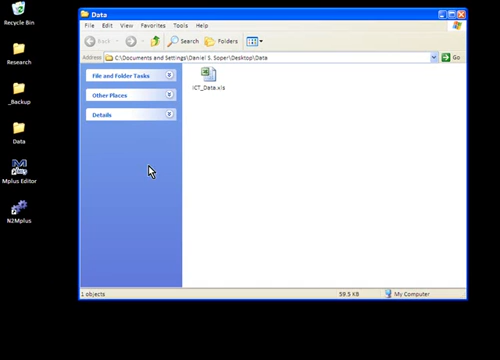 Recycle Bin
Research
_Backup
Data
Mplus Editor
N2Mplus
Data
File Edit View Favorites Tools Help
Back Search Folders
Address C:\Documents and Settings\Daniel S. Soper\Desktop\Data Go
File and Folder Tasks
Other Places
Details
ICT_Data.xls
1 objects 59.5 KB My Computer